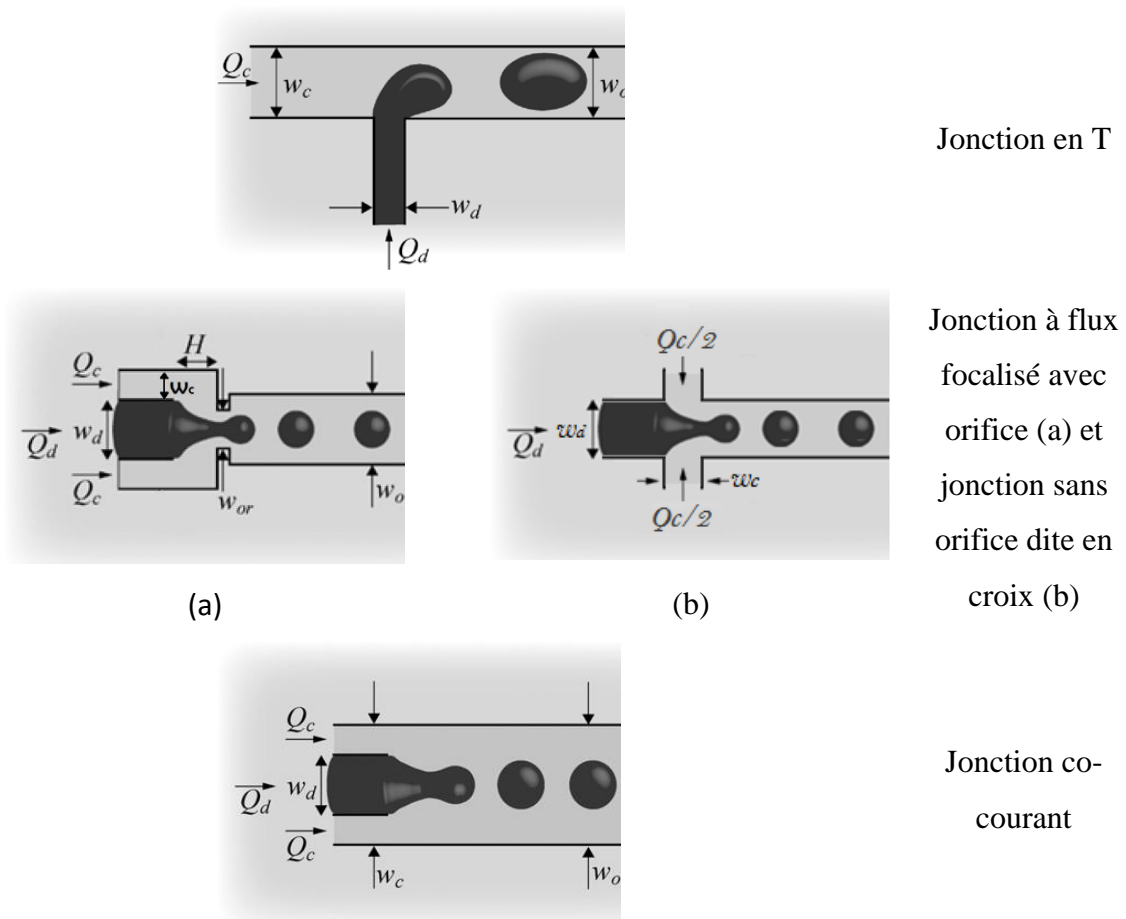 Q_c
w_c
w_o
w_d
Q_d
Jonction en T
H
Q_c
w_c
w_d
Q_d
Q_c
w_or
w_o
(a)
Qc/2
w_d
Q_d
wc
Qc/2
(b)
Jonction à flux
focalisé avec
orifice (a) et
jonction sans
orifice dite en
croix (b)
Q_c
w_d
Q_d
Q_c
w_c
w_o
Jonction co-
courant